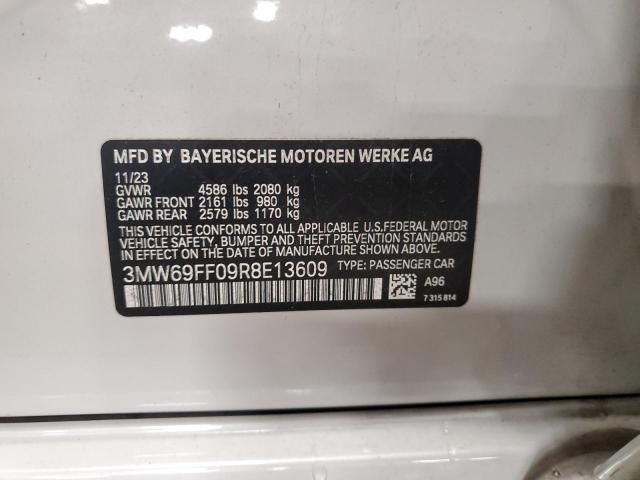 MFD BY BAYERISCHE MOTOREN WERKE AG
11/23
GVWR 4586 lbs 2080 kg
GAWR FRONT 2161 lbs 980 kg
GAWR REAR 2579 lbs 1170 kg
THIS VEHICLE CONFORMS TO ALL APPLICABLE U.S.FEDERAL MOTOR
VEHICLE SAFETY, BUMPER AND THEFT PREVENTION STANDARDS
IN EFFECT ON THE DATE OF MANUFACTURE SHOWN ABOVE.
3MW69FF09R8E13609 TYPE: PASSENGER CAR
A96
7 315 814